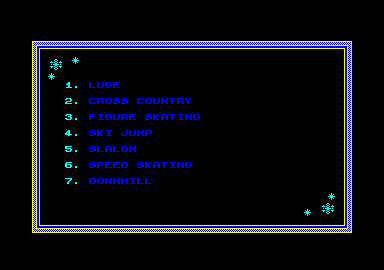 1. LUGE
2. CROSS COUNTRY
3. FIGURE SKATING
4. SKI JUMP
5. SLALOM
6. SPEED SKATING
7. DOWNHILL